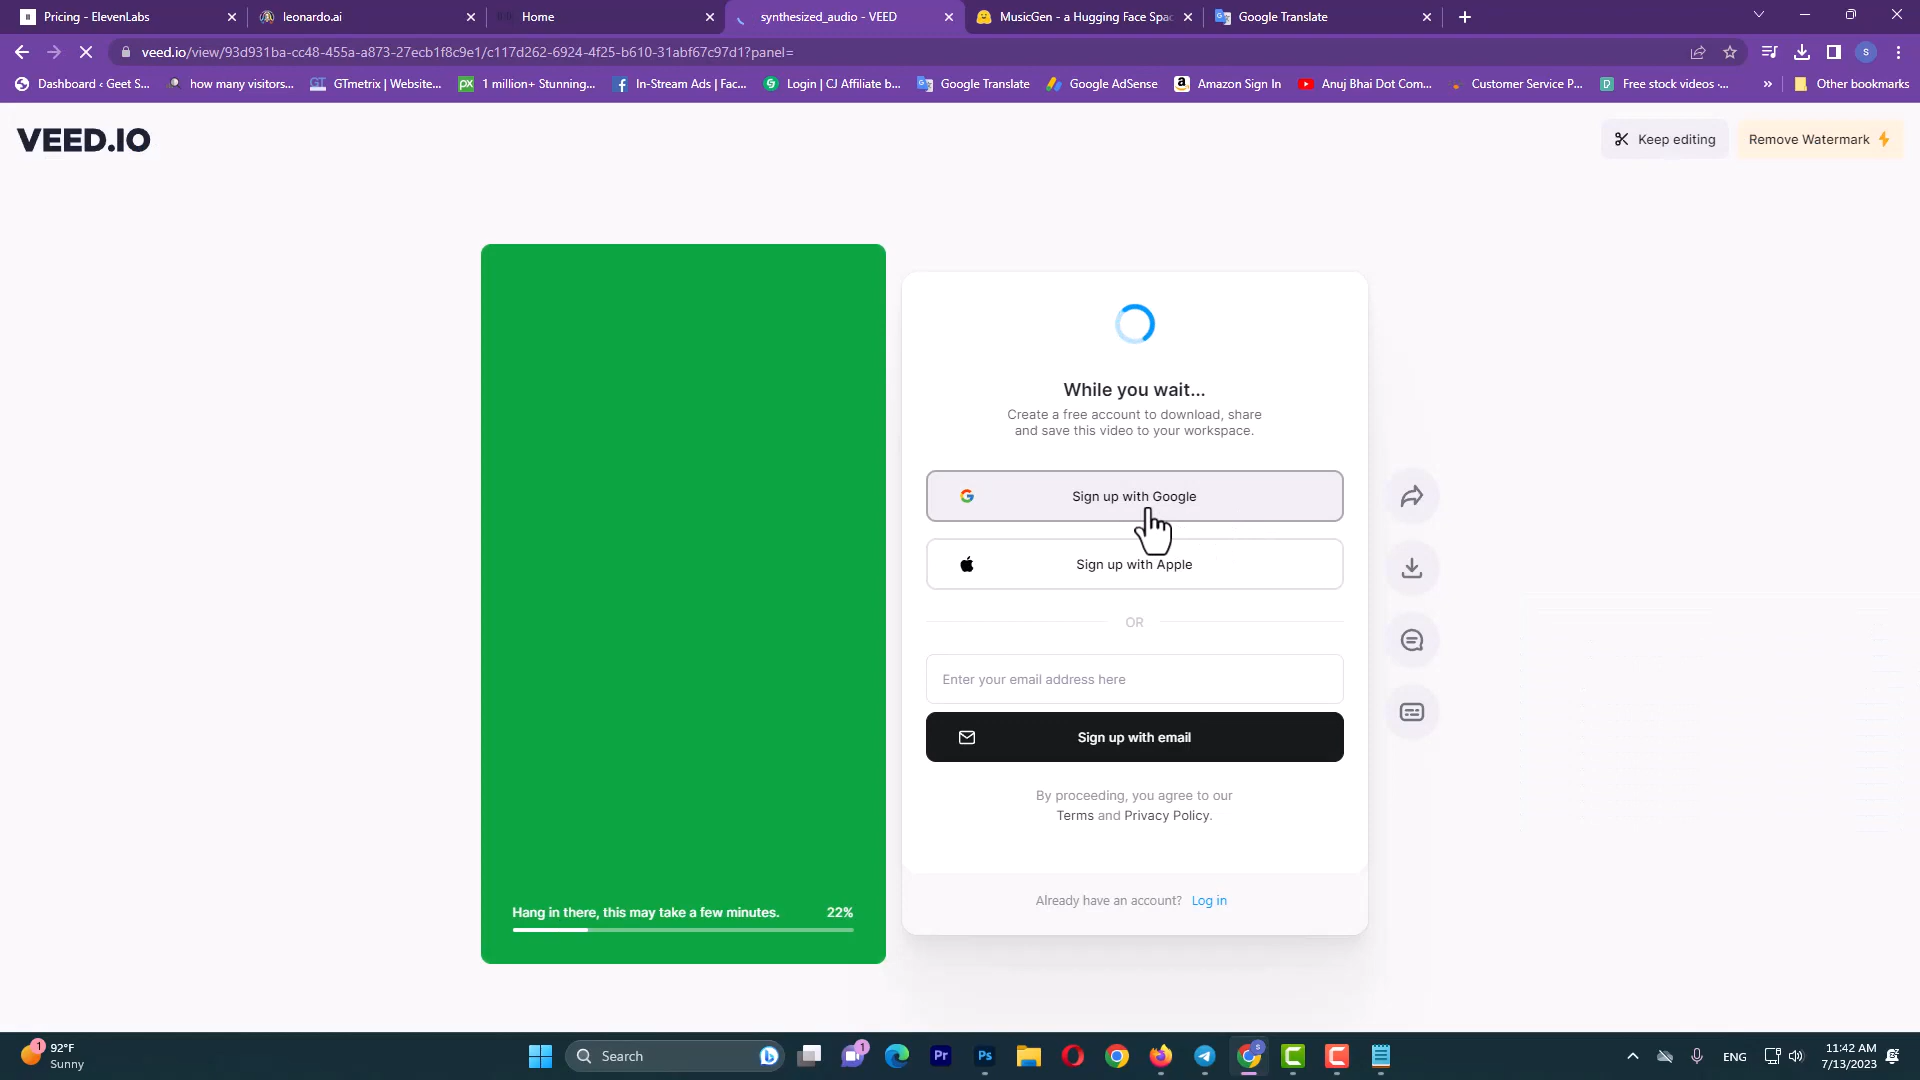 Pricing - ElevenLabs
leonardo.ai
Home
synthesized_audio - VEED
MusicGen - a Hugging Face Spac
Google Translate
veed.io/view/93d931ba-cc48-455a-a873-27ecb1f8c9e1/c117d262-6924-4f25-b610-31abf67c97d1?panel=
S
Dashboard ‹ Geet S...
how many visitors...
GT
GTmetrix | Website...
px
1 million+ Stunning...
In-Stream Ads | Fac...
Login | CJ Affiliate b...
Google Translate
Google AdSense
Amazon Sign In
Anuj Bhai Dot Com...
Customer Service P...
Free stock videos ·...
»
Other bookmarks
VEED.IO
Keep editing
Remove Watermark
While you wait...
Create a free account to download, share
and save this video to your workspace.
Sign up with Google
Sign up with Apple
OR
Enter your email address here
Sign up with email
By proceeding, you agree to our
Terms and Privacy Policy.
Already have an account? Log in
Hang in there, this may take a few minutes. 22%
1
92°F
Sunny
Search
1
Pr
Ps
S
ENG
11:42 AM
7/13/2023